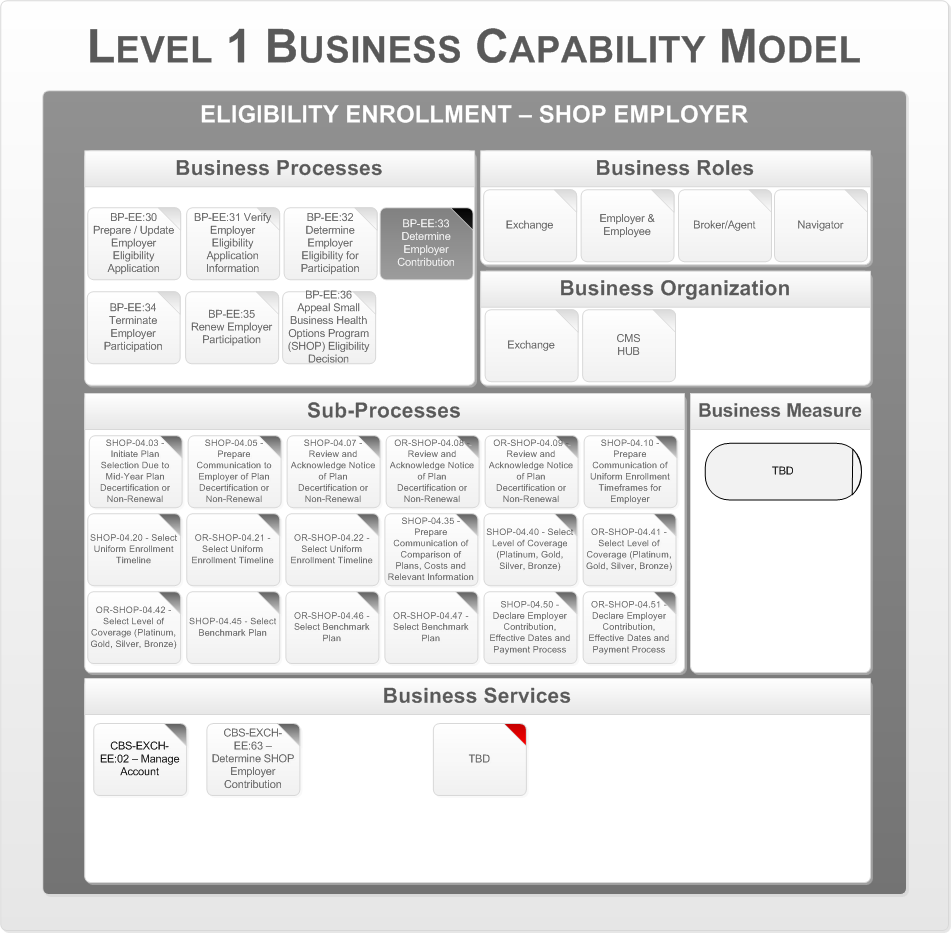 LEVEL 1 BUSINESS CAPABILITY MODEL
ELIGIBILITY ENROLLMENT – SHOP EMPLOYER
Business Processes
BP-EE:30
Prepare / Update
Employer
Eligibility
Application
BP-EE:31 Verify
Employer
Eligibility
Application
Information
BP-EE:32
Determine
Employer
Eligibility for
Participation
BP-EE:33
Determine
Employer
Contribution
BP-EE:34
Terminate
Employer
Participation
BP-EE:35
Renew Employer
Participation
BP-EE:36
Appeal Small
Business Health
Options Program
(SHOP) Eligibility
Decision
Business Roles
Exchange
Employer &
Employee
Broker/Agent
Navigator
Business Organization
Exchange
CMS
HUB
Sub-Processes
SHOP-04.03 -
Initiate Plan
Selection Due to
Mid-Year Plan
Decertification or
Non-Renewal
SHOP-04.05 -
Prepare
Communication to
Employer of Plan
Decertification or
Non-Renewal
SHOP-04.07 -
Review and
Acknowledge Notice
of Plan
Decertification or
Non-Renewal
OR-SHOP-04.08 -
Review and
Acknowledge Notice
of Plan
Decertification or
Non-Renewal
OR-SHOP-04.09 -
Review and
Acknowledge Notice
of Plan
Decertification or
Non-Renewal
SHOP-04.10 -
Prepare
Communication of
Uniform Enrollment
Timeframes for
Employer
SHOP-04.20 - Select
Uniform Enrollment
Timeline
OR-SHOP-04.21 -
Select Uniform
Enrollment Timeline
OR-SHOP-04.22 -
Select Uniform
Enrollment Timeline
SHOP-04.35 -
Prepare
Communication of
Comparison of
Plans, Costs and
Relevant Information
SHOP-04.40 - Select
Level of Coverage
(Platinum, Gold,
Silver, Bronze)
OR-SHOP-04.41 -
Select Level of
Coverage (Platinum,
Gold, Silver, Bronze)
OR-SHOP-04.42 -
Select Level of
Coverage (Platinum,
Gold, Silver, Bronze)
SHOP-04.45 - Select
Benchmark Plan
OR-SHOP-04.46 -
Select Benchmark
Plan
OR-SHOP-04.47 -
Select Benchmark
Plan
SHOP-04.50 -
Declare Employer
Contribution,
Effective Dates and
Payment Process
OR-SHOP-04.51 -
Declare Employer
Contribution,
Effective Dates and
Payment Process
Business Measure
TBD
Business Services
CBS-EXCH-
EE:02 – Manage
Account
CBS-EXCH-
EE:63 –
Determine SHOP
Employer
Contribution
TBD